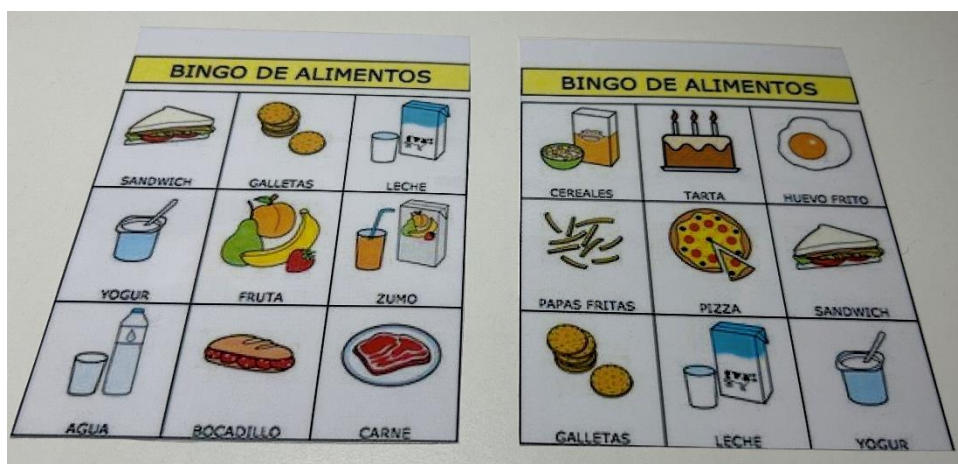 BINGO DE ALIMENTOS
SANDWICH GALLETAS LECHE
YOGUR FRUTA ZUMO
AGUA BOCADILLO CARNE
BINGO DE ALIMENTOS
CEREALES TARTA HUEVO FRITO
PAPAS FRITAS PIZZA SANDWICH
GALLETAS LECHE YOGUR